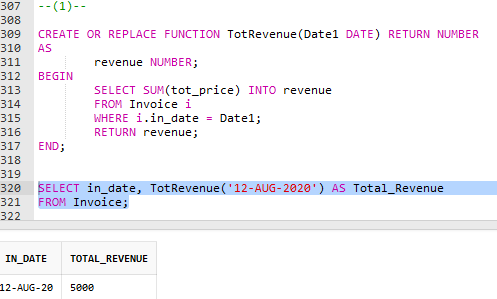 307 --(1)--
308
309 CREATE OR REPLACE FUNCTION TotRevenue(Date1 DATE) RETURN NUMBER
310 AS
311 revenue NUMBER;
312 BEGIN
313 SELECT SUM(tot_price) INTO revenue
314 FROM Invoice i
315 WHERE i.in_date = Date1;
316 RETURN revenue;
317 END;
318
319
320 SELECT in_date, TotRevenue('12-AUG-2020') AS Total_Revenue
321 FROM Invoice;
322
IN_DATE TOTAL_REVENUE
12-AUG-20 5000